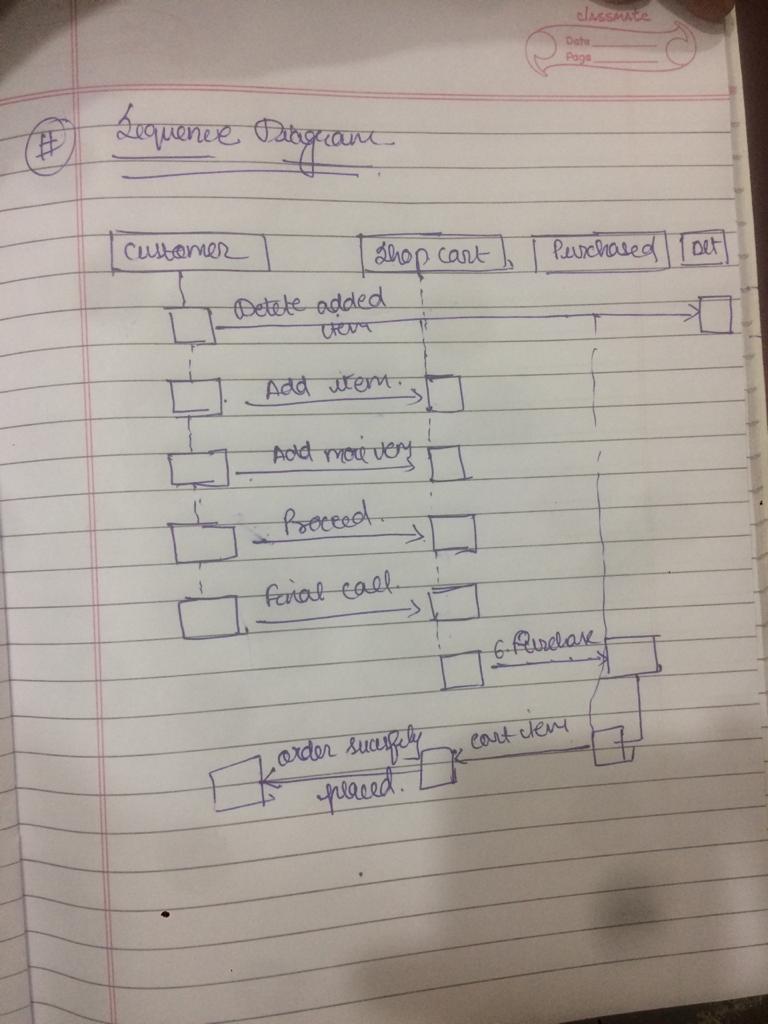 classmate
Date
Page
# Sequence Diagram
Customer Shop cart Purchased Det
Delete added
item
Add item.
Add more item
Proceed.
Final call.
6. Purchase
cart item
order sucessfully
placed.